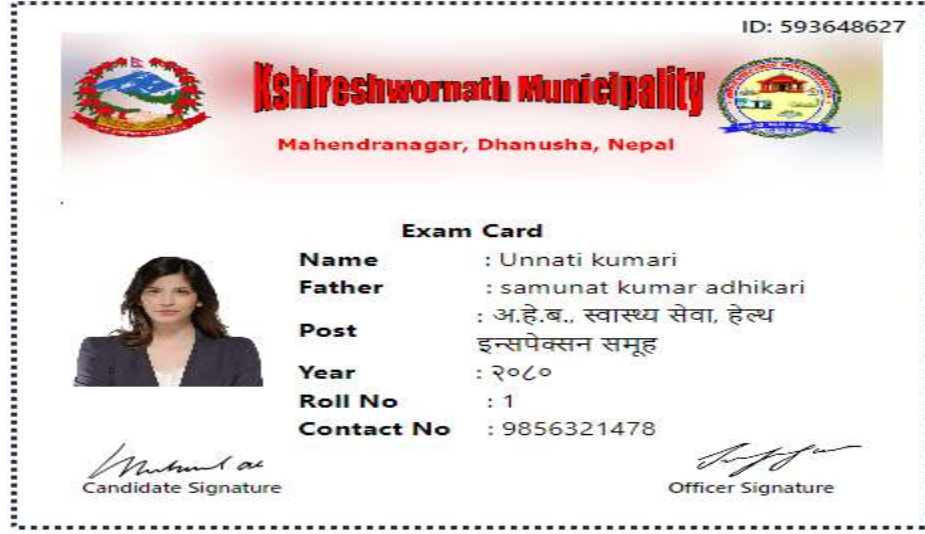 ID: 593648627
Kshireshwornath Municipality
Mahendranagar, Dhanusha, Nepal
Exam Card
Name : Unnati kumari
Father : samunat kumar adhikari
Post : अ.हे.ब., स्वास्थ्य सेवा, हेल्थ
इन्सपेक्सन समूह
Year : २०८०
Roll No : 1
Contact No : 9856321478
Candidate Signature
Officer Signature